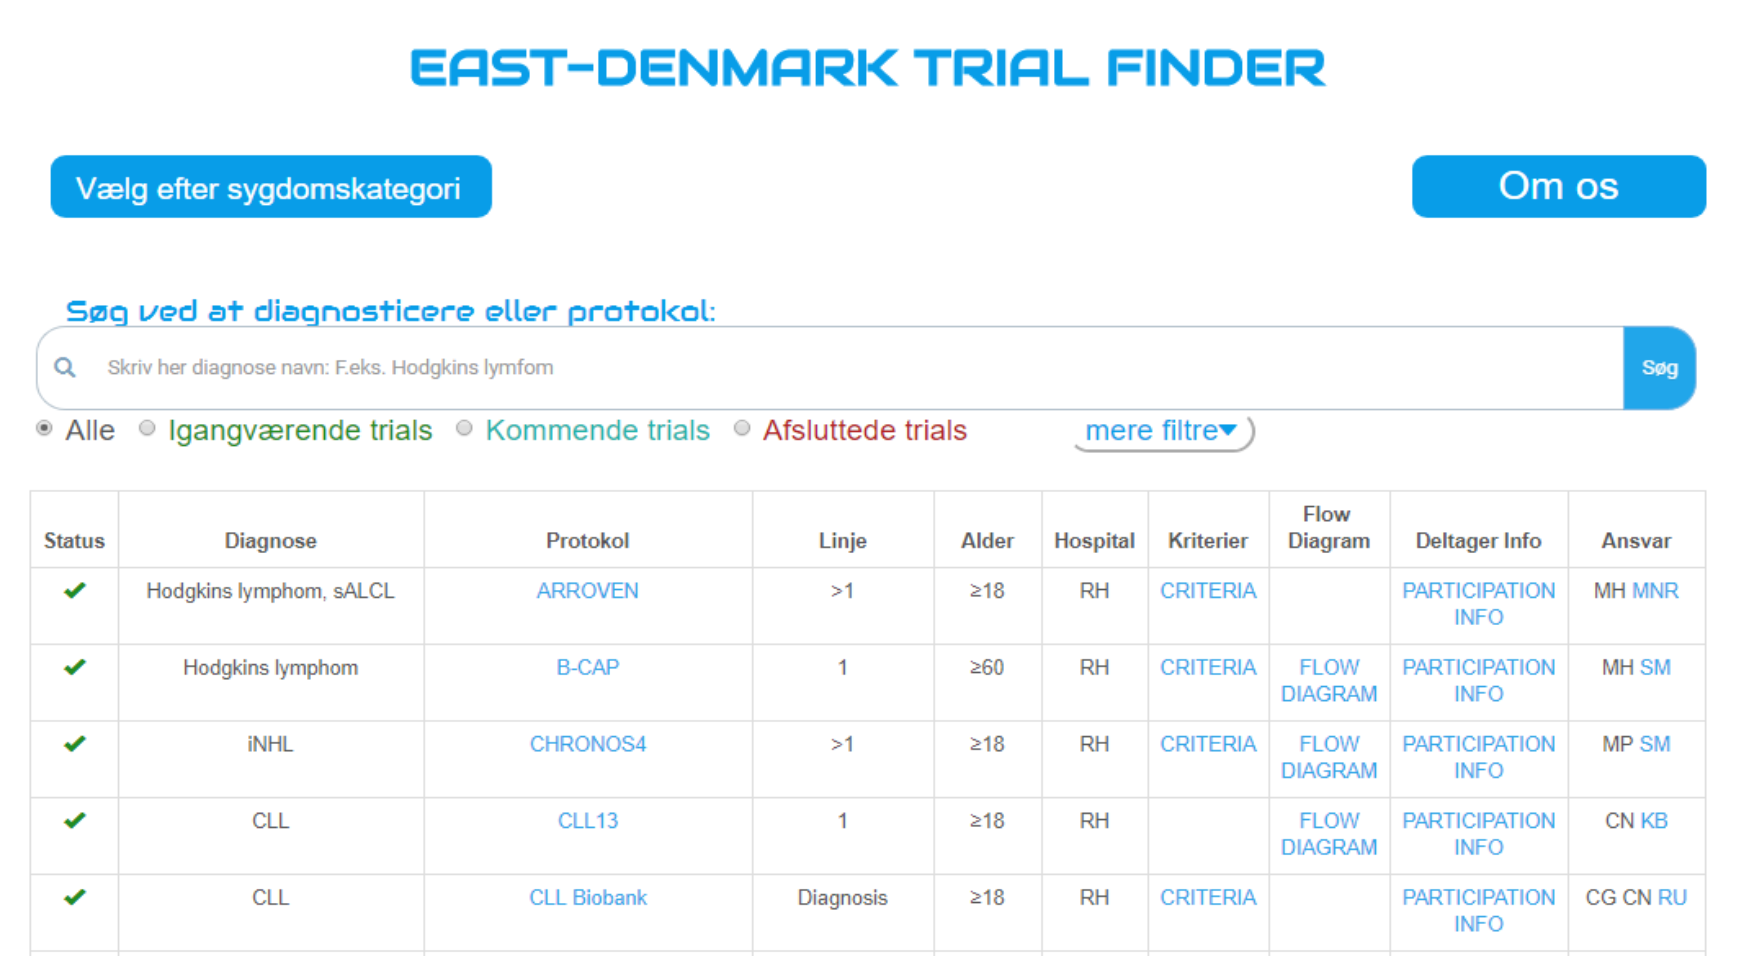 EAST-DENMARK TRIAL FINDER
Vælg efter sygdomskategori
Om os
Søg ved at diagnosticere eller protokol:
Skriv her diagnose navn: F.eks. Hodgkins lymfom
Søg
Alle Igangværende trials Kommende trials Afsluttede trials mere filtre
Status Diagnose Protokol Linje Alder Hospital Kriterier Flow Diagram Deltager Info Ansvar
Hodgkins lymphom, sALCL ARROVEN >1 ≥18 RH CRITERIA PARTICIPATION INFO MH MNR
Hodgkins lymphom B-CAP 1 ≥60 RH CRITERIA FLOW DIAGRAM PARTICIPATION INFO MH SM
iNHL CHRONOS4 >1 ≥18 RH CRITERIA FLOW DIAGRAM PARTICIPATION INFO MP SM
CLL CLL13 1 ≥18 RH FLOW DIAGRAM PARTICIPATION INFO CN KB
CLL CLL Biobank Diagnosis ≥18 RH CRITERIA PARTICIPATION INFO CG CN RU